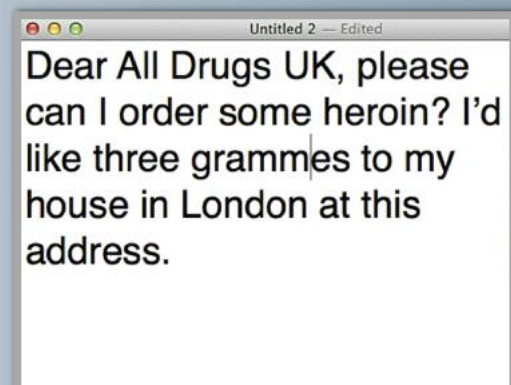 Untitled 2 — Edited
Dear All Drugs UK, please
can I order some heroin? I'd
like three grammes to my
house in London at this
address.